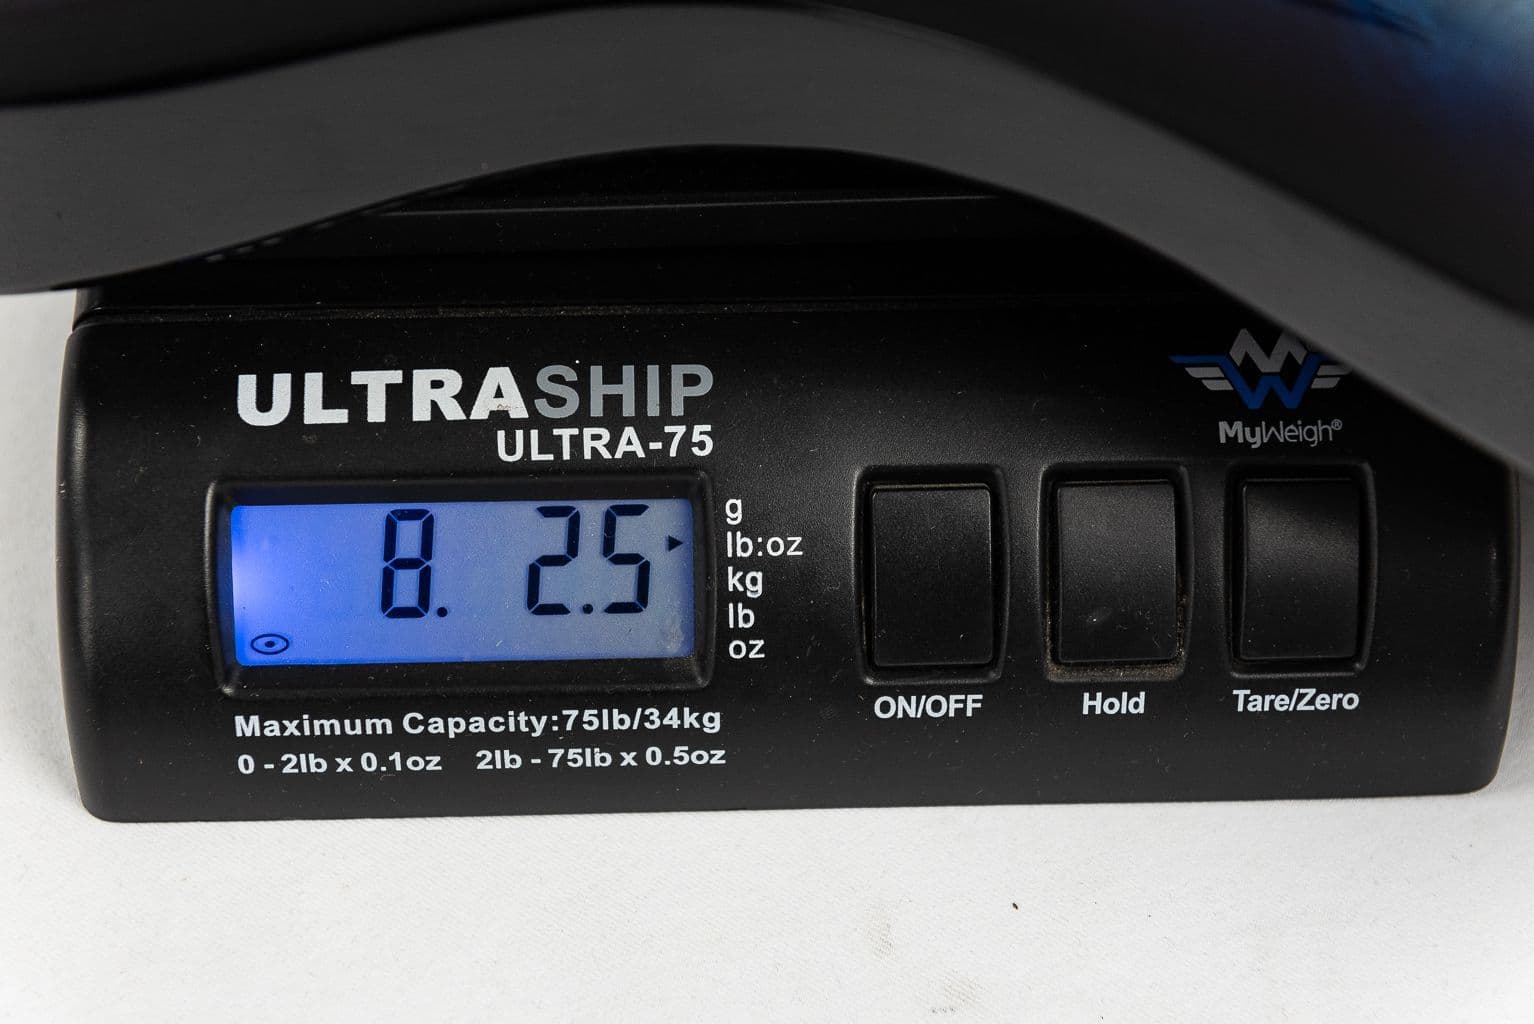 ULTRASHIP
ULTRA-75
MW
MyWeigh®
8. 2.5
g
lb:oz
kg
lb
oz
ON/OFF
Hold
Tare/Zero
Maximum Capacity:75lb/34kg
0 - 2lb x 0.1oz 2lb - 75lb x 0.5oz